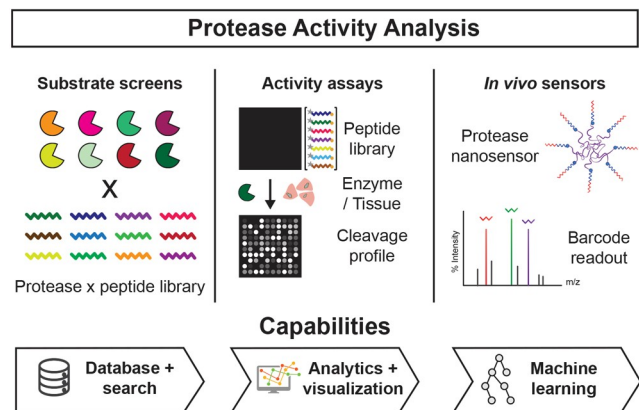 Protease Activity Analysis
Substrate screens
X
Protease x peptide library
Activity assays
Peptide
library
Enzyme
/ Tissue
Cleavage
profile
In vivo sensors
Protease
nanosensor
% Intensity
m/z
Barcode
readout
Capabilities
Database +
search
Analytics +
visualization
Machine
learning